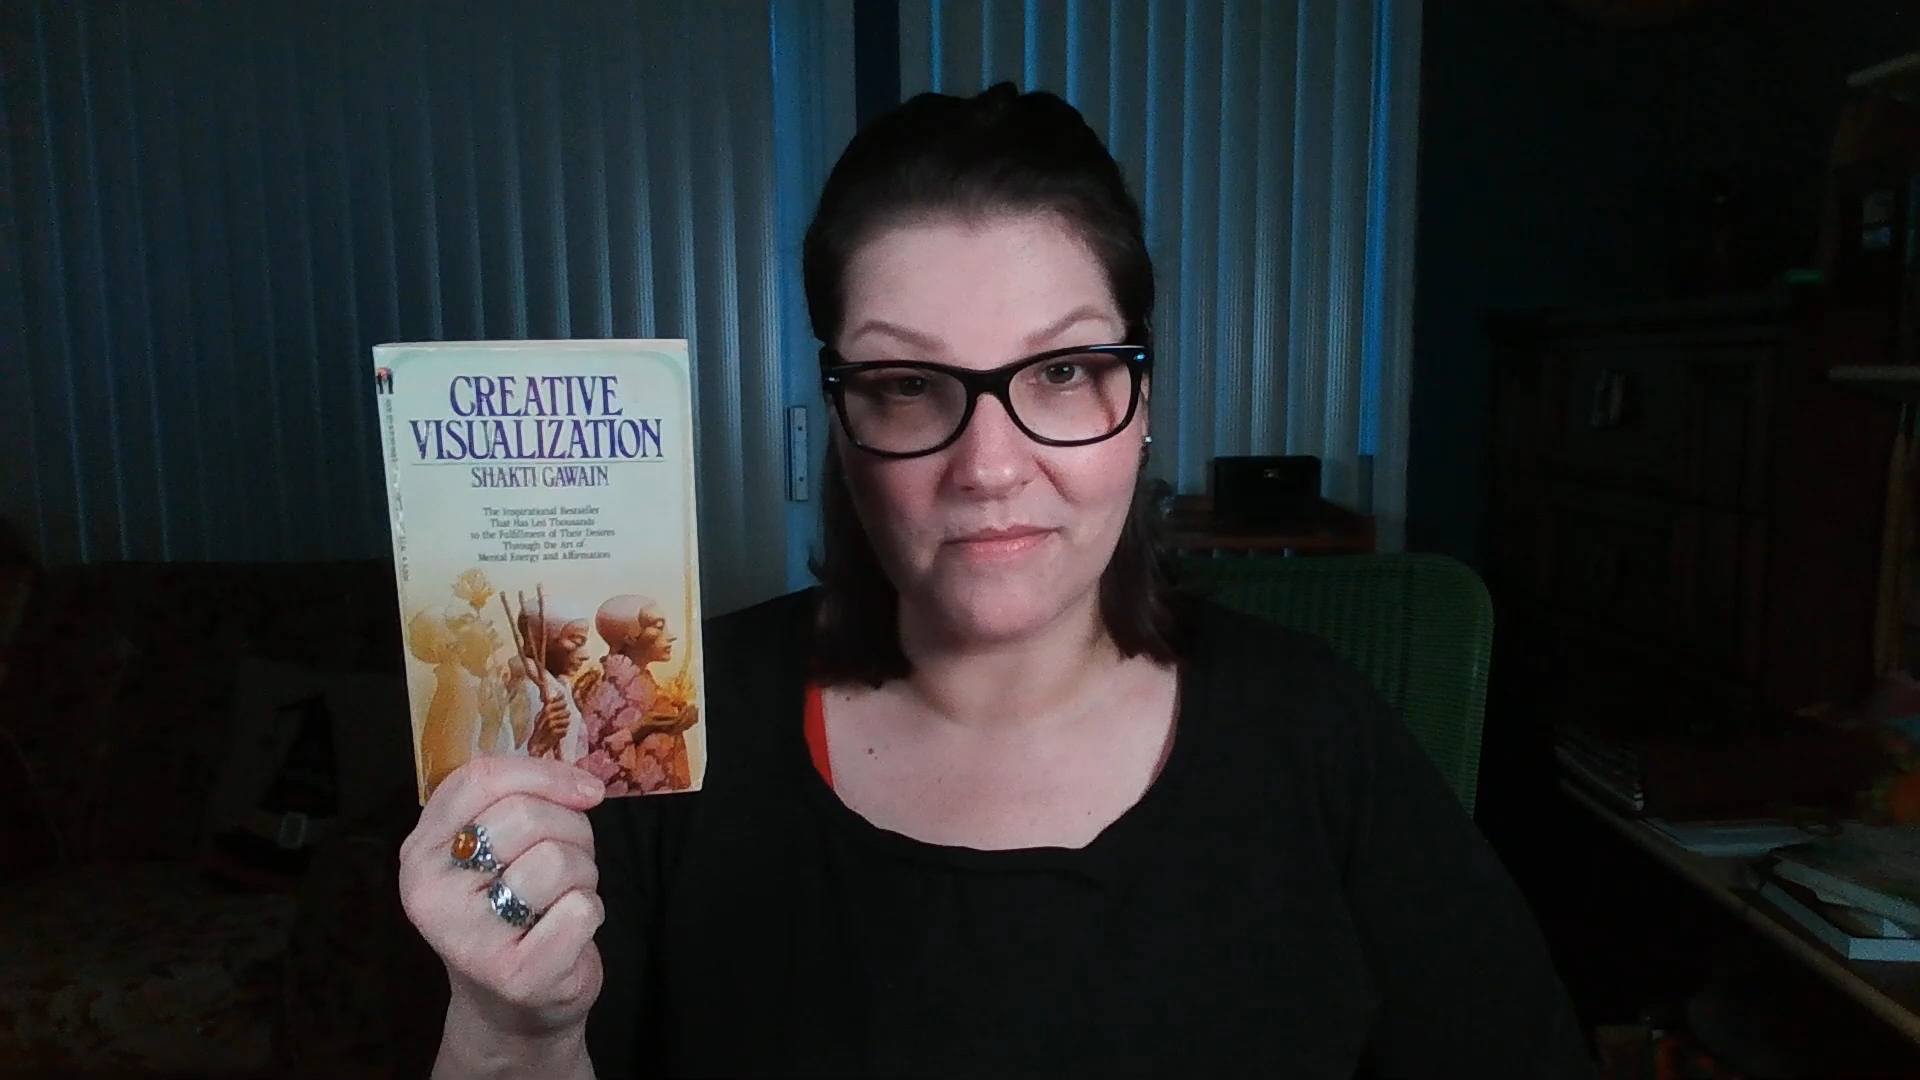 CREATIVE
VISUALIZATION
SHAKTI GAWAIN
The Inspirational Bestseller
That Has Led Thousands
to the Fulfillment of Their Desires
Through the Art of
Mental Energy and Affirmation